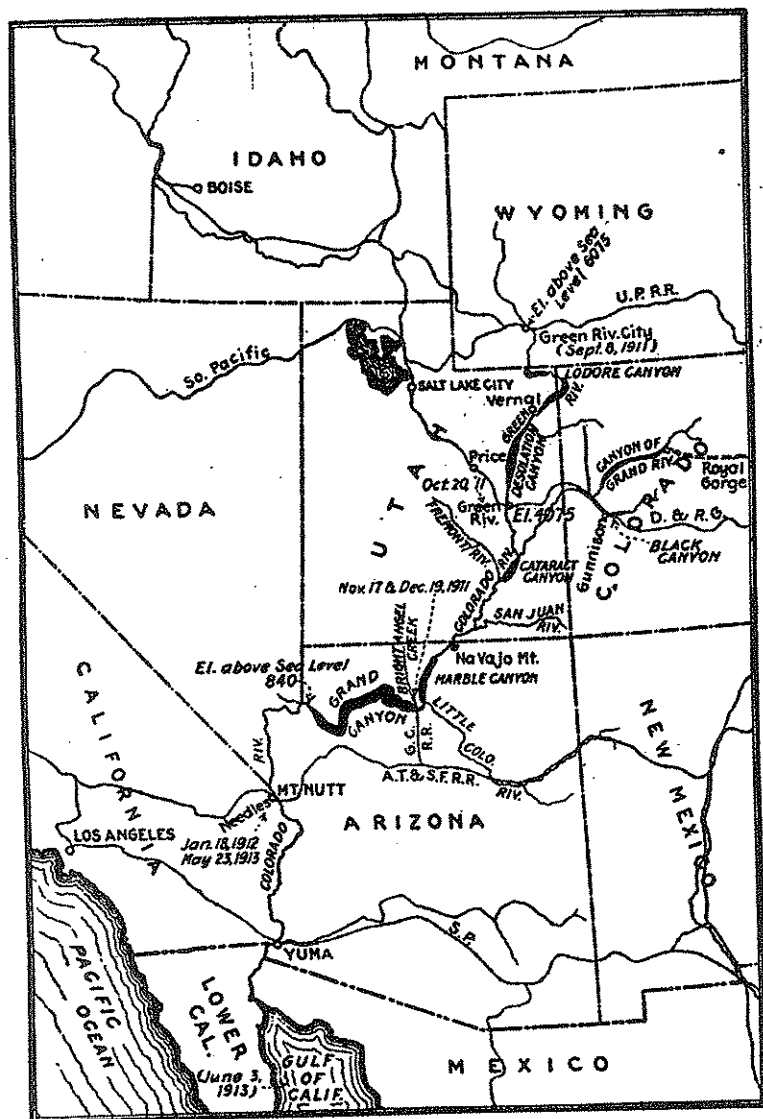 MONTANA
IDAHO
BOISE
WYOMING
El. above Sea
Level 6075
U.P.R.R.
Green Riv. City
(Sept. 8, 1911)
So. Pacific
LODORE CANYON
SALT LAKE CITY
Vernal
GREEN
RIV.
DESOLATION
CANYON
UTAH
Price
CANYON OF
GRAND RIV.
Royal
Gorge
COLORADO
Oct. 20, 11
NEVADA
Green
Riv.
El. 4075
D. & R.G.
Gunnison
BLACK
CANYON
FREMONT RIV.
CATARACT
CANYON
Nov. 17 & Dec. 19, 1911
COLORADO RIV.
SAN JUAN
RIV.
BRIGHT ANGEL
CREEK
NaVajo Mt.
El. above Sea Level
840
MARBLE CANYON
GRAND
CANYON
LITTLE
COLO.
RIV.
G. C.
R.R.
CALIFORNIA
RIV.
NEW MEXICO
A.T. & S.F. R.R.
MT. NUTT
Needles
ARIZONA
LOS ANGELES
Jan. 18, 1912
May 23, 1913
COLORADO
S.P.
YUMA
PACIFIC
OCEAN
LOWER
CAL.
(June 3,
1913)
GULF
OF
CALIF.
MEXICO